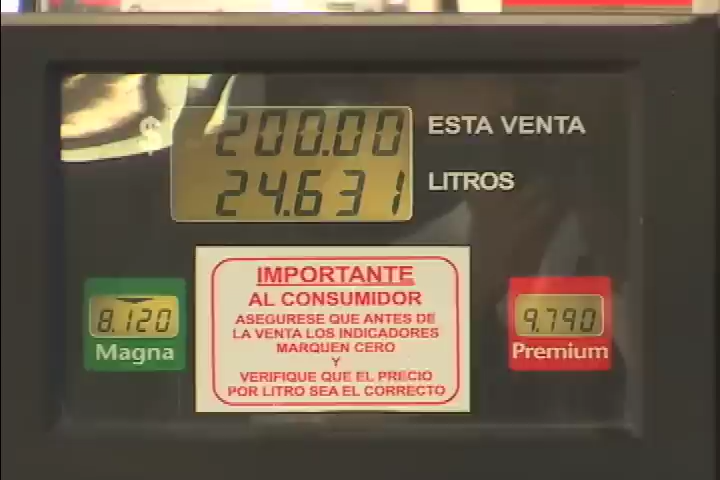 $ 200.00 ESTA VENTA
24.631 LITROS
IMPORTANTE
AL CONSUMIDOR
ASEGURESE QUE ANTES DE
LA VENTA LOS INDICADORES
MARQUEN CERO
Y
VERIFIQUE QUE EL PRECIO
POR LITRO SEA EL CORRECTO
8.120
Magna
9.790
Premium